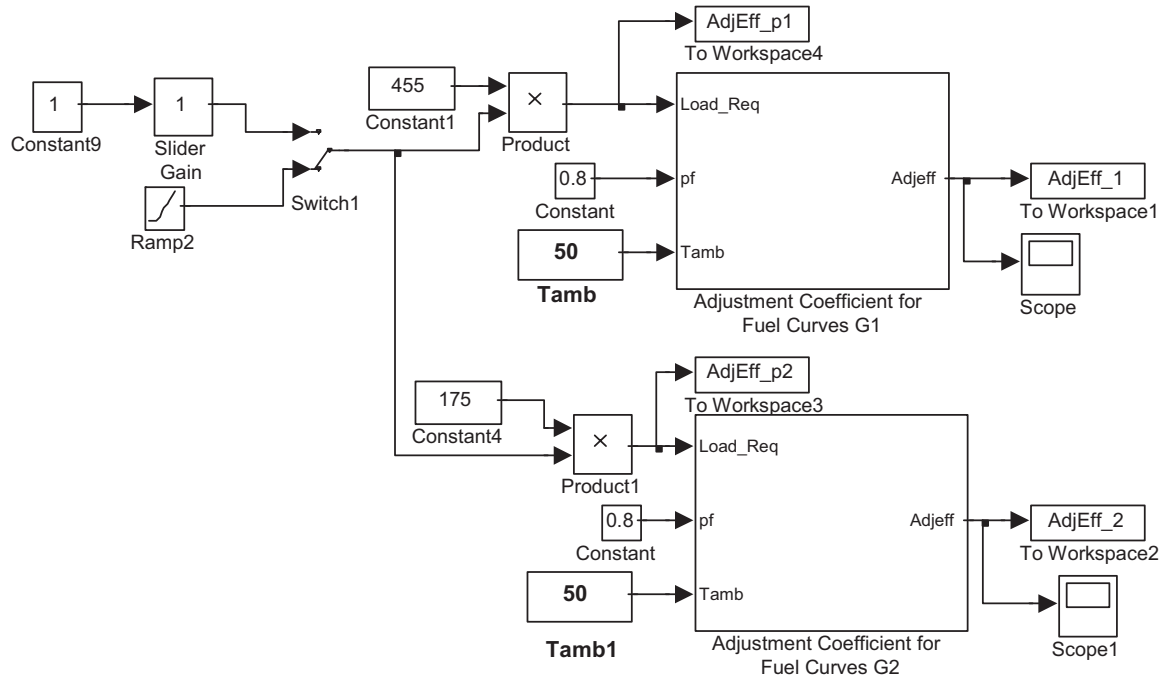 AdjEff_p1
To Workspace4
1
Constant9
1
Slider
Gain
455
Constant1
×
Product
Load_Req
Switch1
Ramp2
0.8
Constant
pf
Adjeff
AdjEff_1
To Workspace1
50
Tamb
Tamb
Scope
Adjustment Coefficient for
Fuel Curves G1
AdjEff_p2
To Workspace3
175
Constant4
×
Product1
Load_Req
0.8
Constant
pf
Adjeff
AdjEff_2
To Workspace2
50
Tamb1
Tamb
Scope1
Adjustment Coefficient for
Fuel Curves G2